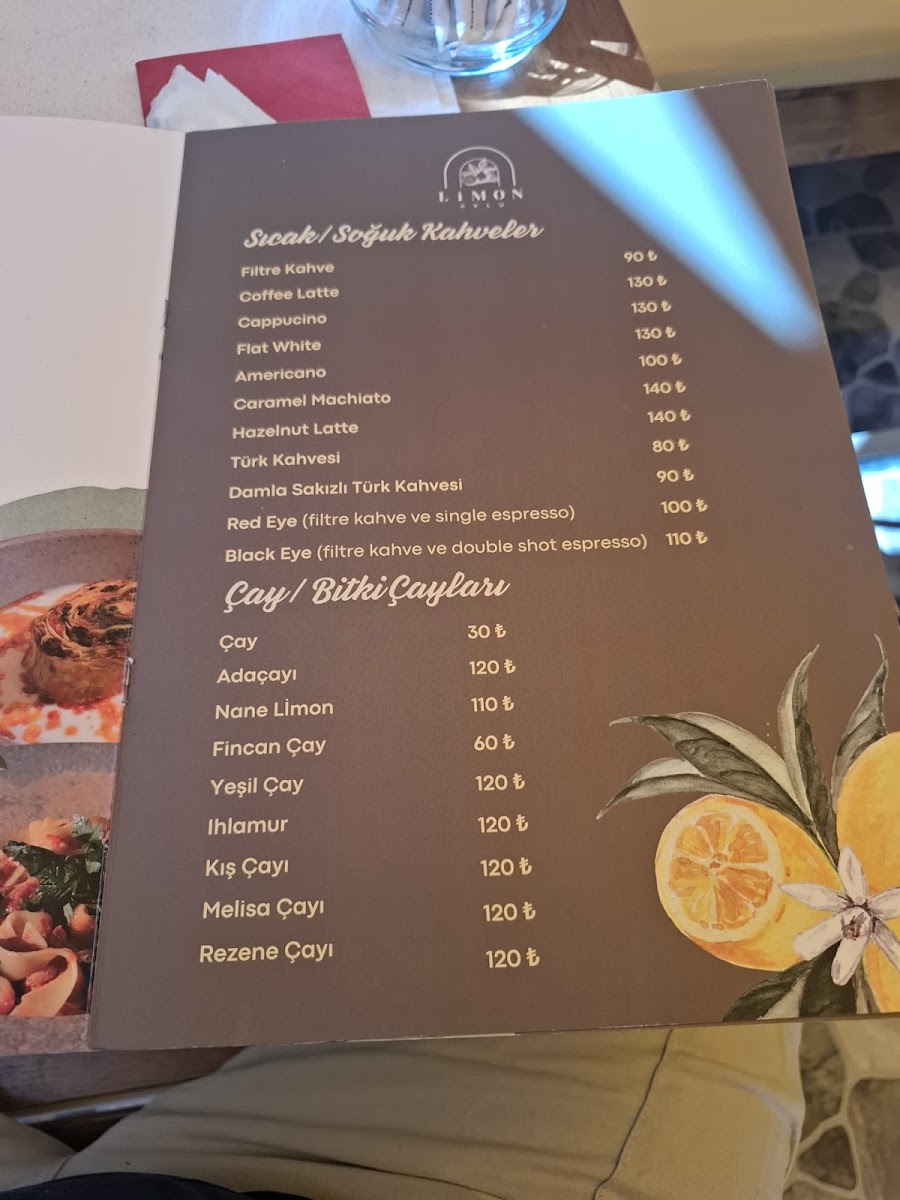 LIMON
AVLU
Sıcak/Soğuk Kahveler
Filtre Kahve 90 ₺
Coffee Latte 130 ₺
Cappucino 130 ₺
Flat White 130 ₺
Americano 100 ₺
Caramel Machiato 140 ₺
Hazelnut Latte 140 ₺
Türk Kahvesi 80 ₺
Damla Sakızlı Türk Kahvesi 90 ₺
Red Eye (filtre kahve ve single espresso) 100 ₺
Black Eye (filtre kahve ve double shot espresso) 110 ₺
Çay/ Bitki Çayları
Çay 30 ₺
Adaçayı 120 ₺
Nane Lİmon 110 ₺
Fincan Çay 60 ₺
Yeşil Çay 120 ₺
Ihlamur 120 ₺
Kış Çayı 120 ₺
Melisa Çayı 120 ₺
Rezene Çayı 120 ₺